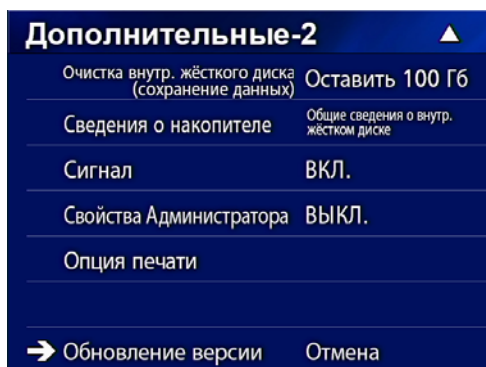 Дополнительные-2
Очистка внутр. жёсткого диска
(сохранение данных)
Оставить 100 Гб
Сведения о накопителе
Общие сведения о внутр.
жёстком диске
Сигнал
ВКЛ.
Свойства Администратора
ВЫКЛ.
Опция печати
Обновление версии
Отмена